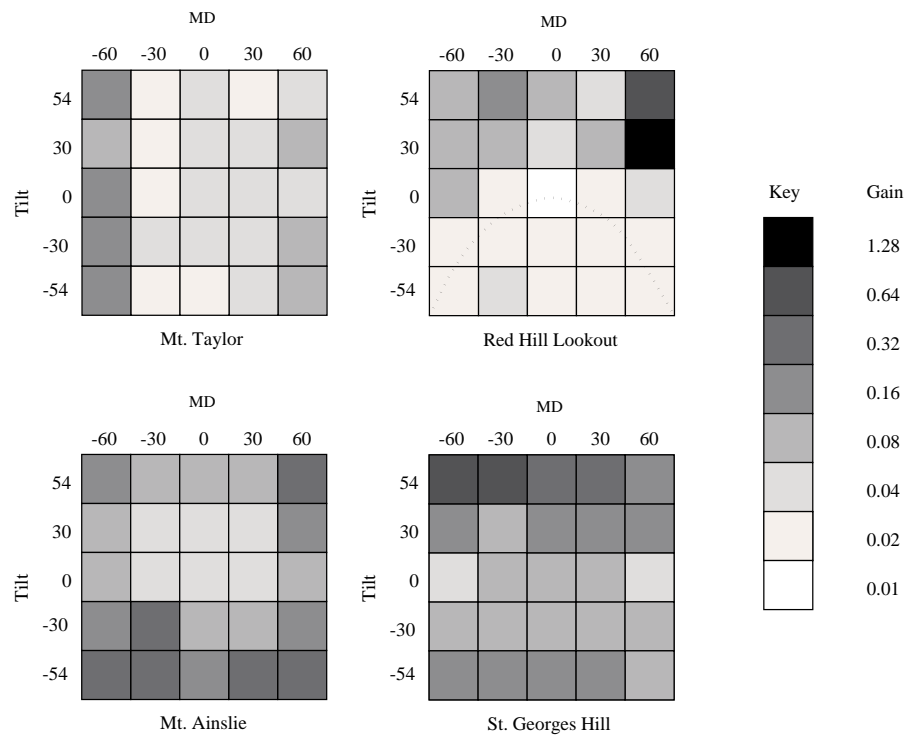 MD
-60 -30 0 30 60
54
30
0
-30
-54
Tilt
Mt. Taylor
MD
-60 -30 0 30 60
54
30
0
-30
-54
Tilt
Red Hill Lookout
MD
-60 -30 0 30 60
54
30
0
-30
-54
Tilt
Mt. Ainslie
MD
-60 -30 0 30 60
54
30
0
-30
-54
Tilt
St. Georges Hill
Key Gain
1.28
0.64
0.32
0.16
0.08
0.04
0.02
0.01